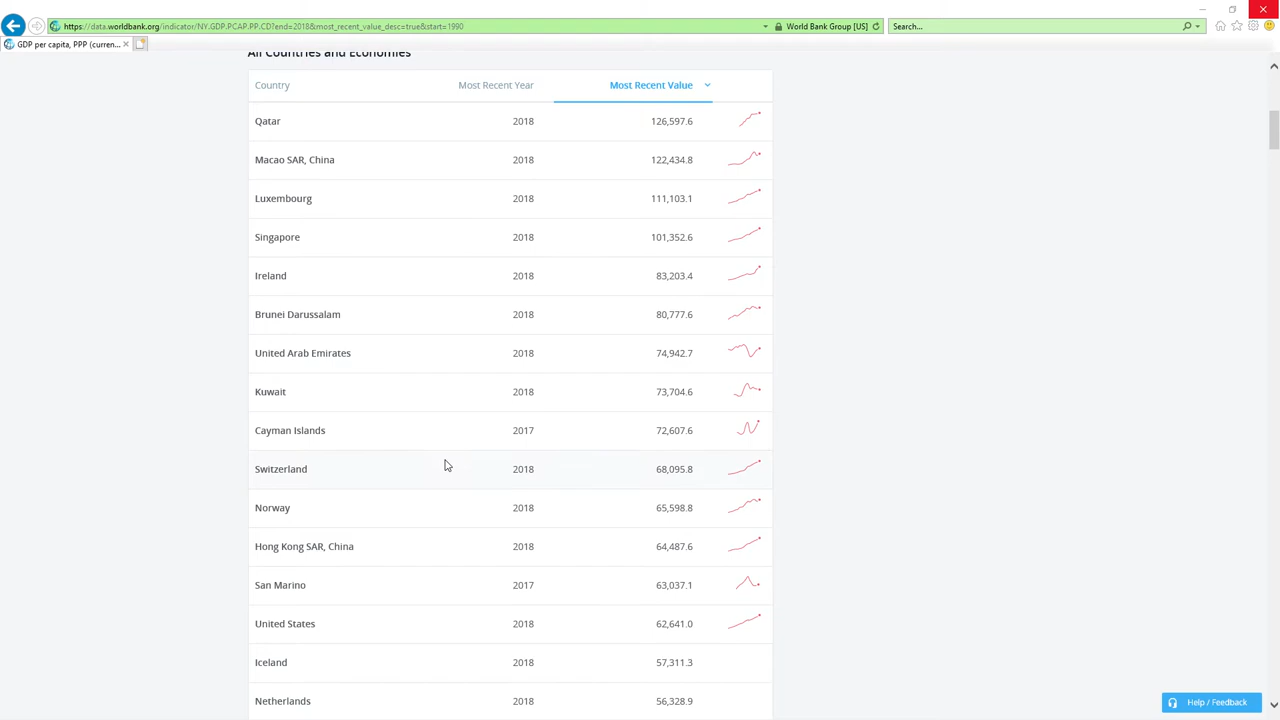 https://data.worldbank.org/indicator/NY.GDP.PCAP.PP.CD?end=2018&most_recent_value_desc=true&start=1990
World Bank Group [US]
Search...
GDP per capita, PPP (curren...
All Countries and Economies
Country Most Recent Year Most Recent Value
Qatar 2018 126,597.6
Macao SAR, China 2018 122,434.8
Luxembourg 2018 111,103.1
Singapore 2018 101,352.6
Ireland 2018 83,203.4
Brunei Darussalam 2018 80,777.6
United Arab Emirates 2018 74,942.7
Kuwait 2018 73,704.6
Cayman Islands 2017 72,607.6
Switzerland 2018 68,095.8
Norway 2018 65,598.8
Hong Kong SAR, China 2018 64,487.6
San Marino 2017 63,037.1
United States 2018 62,641.0
Iceland 2018 57,311.3
Netherlands 2018 56,328.9
Help / Feedback